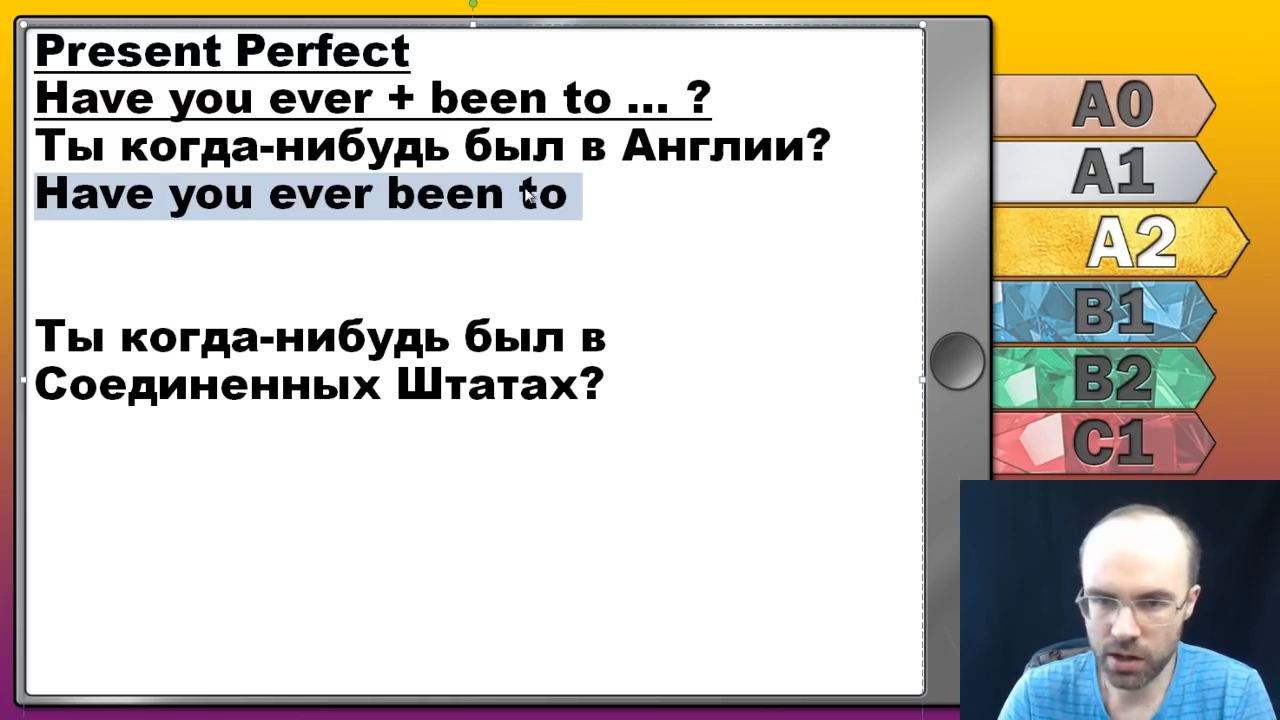 Present Perfect
Have you ever + been to ... ?
Ты когда-нибудь был в Англии?
Have you ever been to
Ты когда-нибудь был в
Соединенных Штатах?
A0
A1
A2
B1
B2
C1